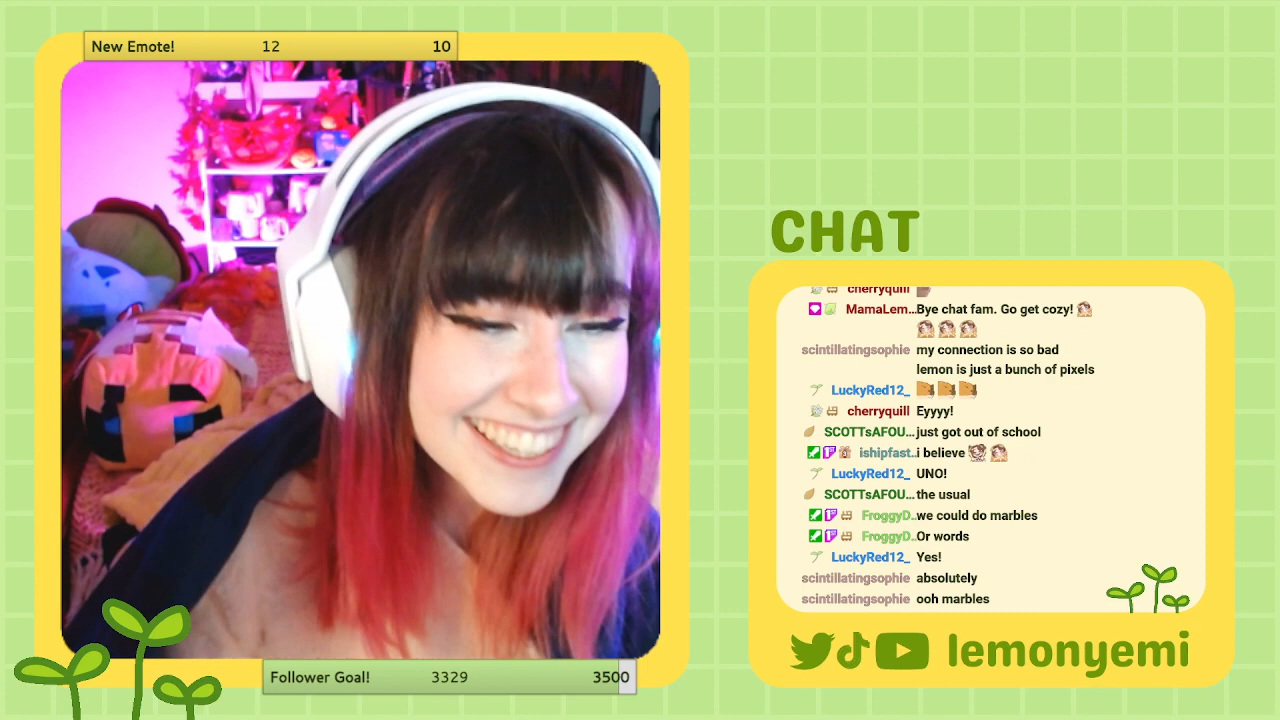 New Emote! 12 10
CHAT
cherryquill
MamaLem... Bye chat fam. Go get cozy!
scintillatingsophie my connection is so bad
lemon is just a bunch of pixels
LuckyRed12_
cherryquill Eyyyy!
SCOTTsAFOU... just got out of school
ishipfast.. i believe
LuckyRed12_ UNO!
SCOTTsAFOU... the usual
FroggyD.. we could do marbles
FroggyD.. Or words
LuckyRed12_ Yes!
scintillatingsophie absolutely
scintillatingsophie ooh marbles
lemonyemi
Follower Goal! 3329 3500